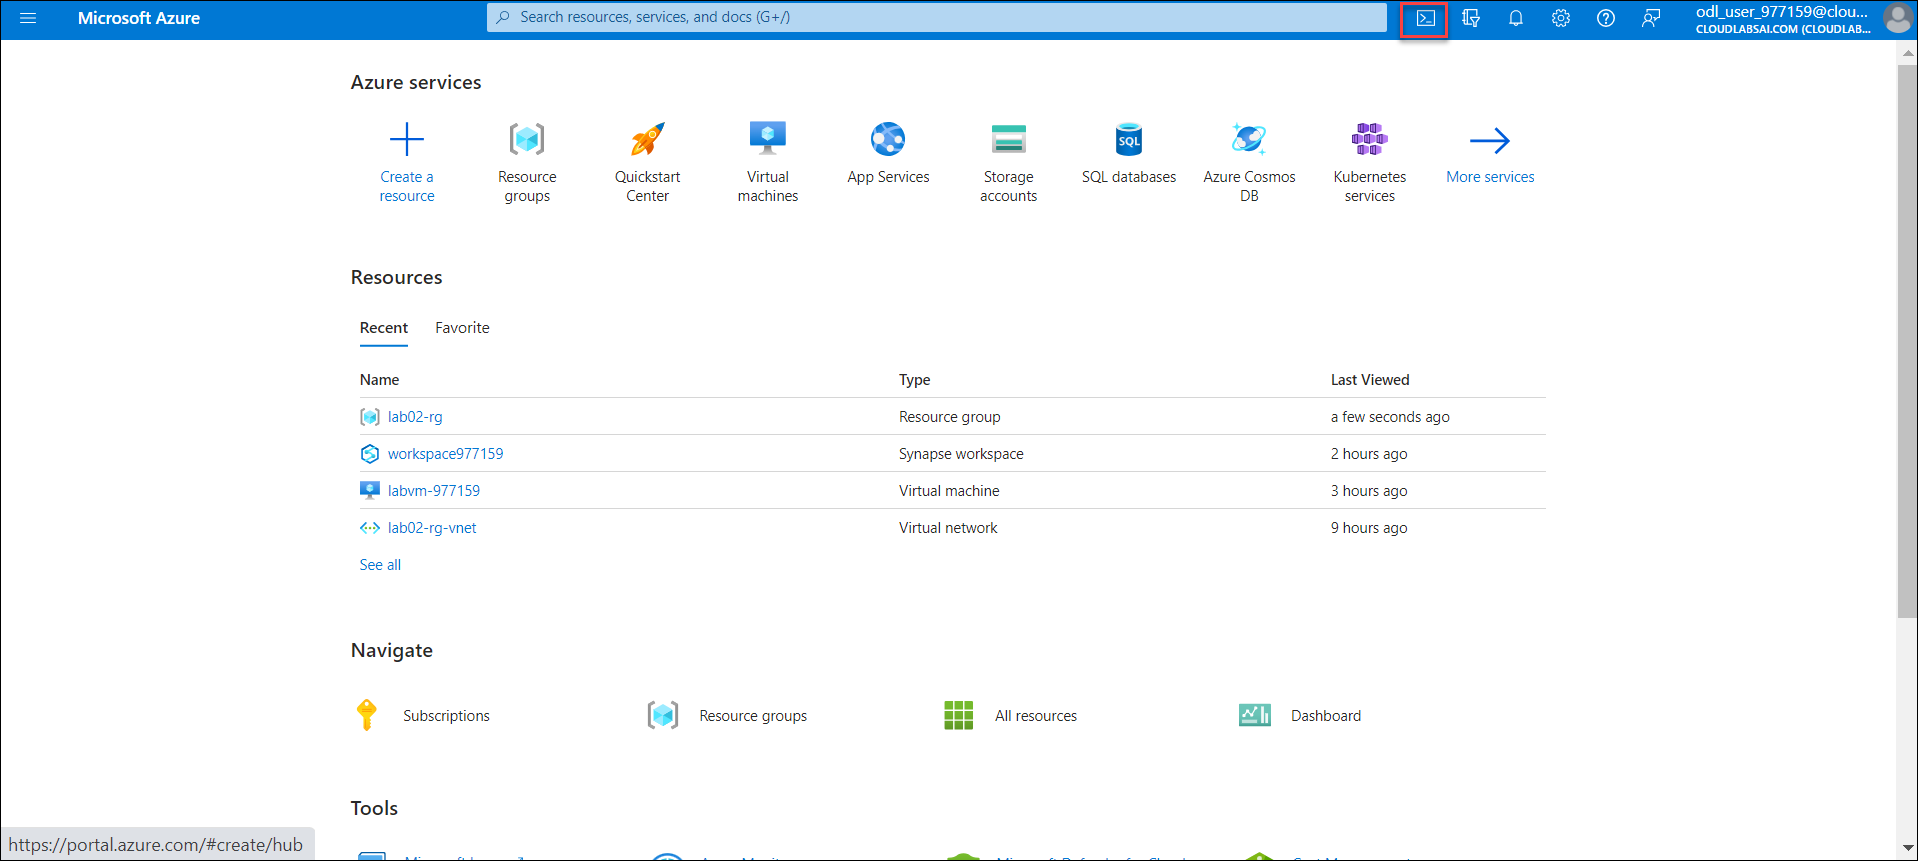 Microsoft Azure
Search resources, services, and docs (G+/)
odl_user_977159@clou...
CLOUDLABSAI.COM (CLOUDLAB...
Azure services
Create a
resource
Resource
groups
Quickstart
Center
Virtual
machines
App Services
Storage
accounts
SQL
SQL databases
Azure Cosmos
DB
Kubernetes
services
More services
Resources
Recent
Favorite
Name Type Last Viewed
lab02-rg Resource group a few seconds ago
workspace977159 Synapse workspace 2 hours ago
labvm-977159 Virtual machine 3 hours ago
lab02-rg-vnet Virtual network 9 hours ago
See all
Navigate
Subscriptions
Resource groups
All resources
Dashboard
Tools
https://portal.azure.com/#create/hub